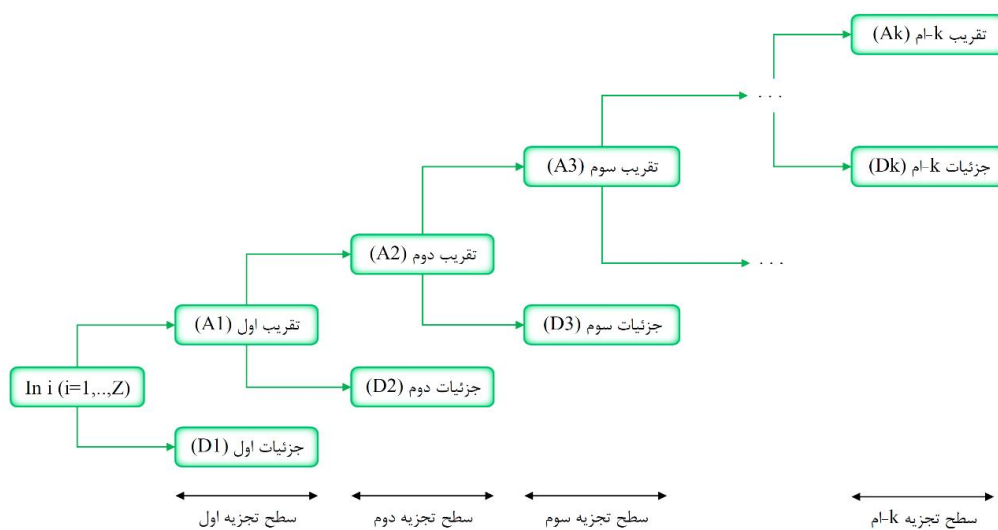 تقریب k-ام (Ak)
. . .
جزئیات k-ام (Dk)
تقریب سوم (A3)
تقریب دوم (A2)
. . .
تقریب اول (A1)
جزئیات سوم (D3)
In i (i=1,..,Z)
جزئیات دوم (D2)
جزئیات اول (D1)
سطح تجزیه اول
سطح تجزیه دوم
سطح تجزیه سوم
سطح تجزیه k-ام